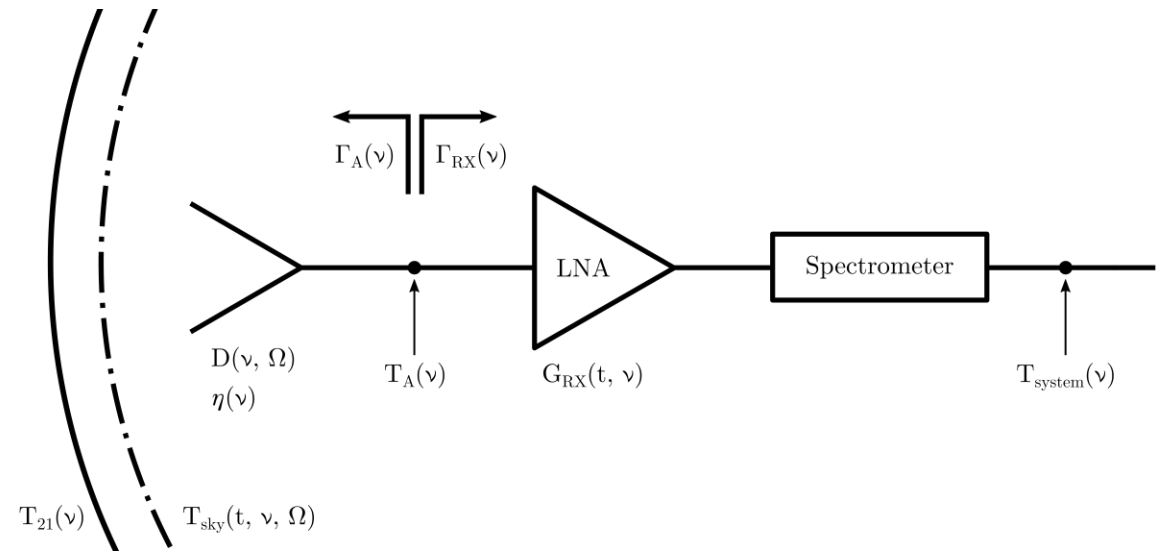 Γ_A(ν) Γ_RX(ν)
LNA
Spectrometer
D(ν, Ω)
η(ν)
T_A(ν)
G_RX(t, ν)
T_system(ν)
T_21(ν)
T_sky(t, ν, Ω)